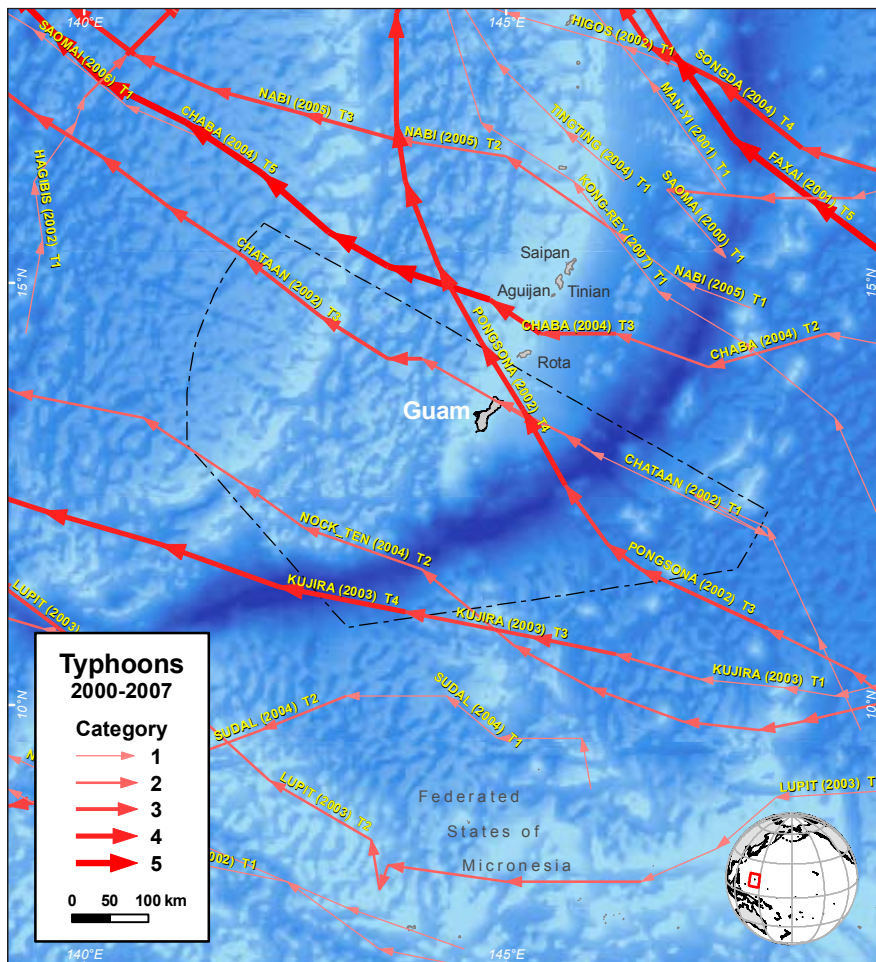 140°E
145°E
HIGOS (2002) T1
SAOMAI (2006) T1
SONGDA (2004) T4
NABI (2005) T3
MAN-YI (2001) T1
TINGTING (2004) T1
CHABA (2004) T5
NABI (2005) T2
FAXAI (2001) T5
HAGIBIS (2002) T1
KONG-REY (2007) T1
SAOMAI (2000) T1
CHATAAN (2002) T3
Saipan
15°N
15°N
Aguijan
Tinian
NABI (2005) T1
CHABA (2004) T3
CHABA (2004) T2
PONGSONA (2002) T4
Rota
Guam
CHATAAN (2002) T1
NOCK_TEN (2004) T2
PONGSONA (2002) T3
KUJIRA (2003) T4
LUPIT (2003)
KUJIRA (2003) T3
KUJIRA (2003) T1
10°N
10°N
SUDAL (2004) T2
SUDAL (2004) T1
LUPIT (2003) T2
LUPIT (2003) T
Federated
States of
Micronesia
002) T1
Typhoons
2000-2007
Category
1
2
3
4
5
0 50 100 km
140°E
145°E